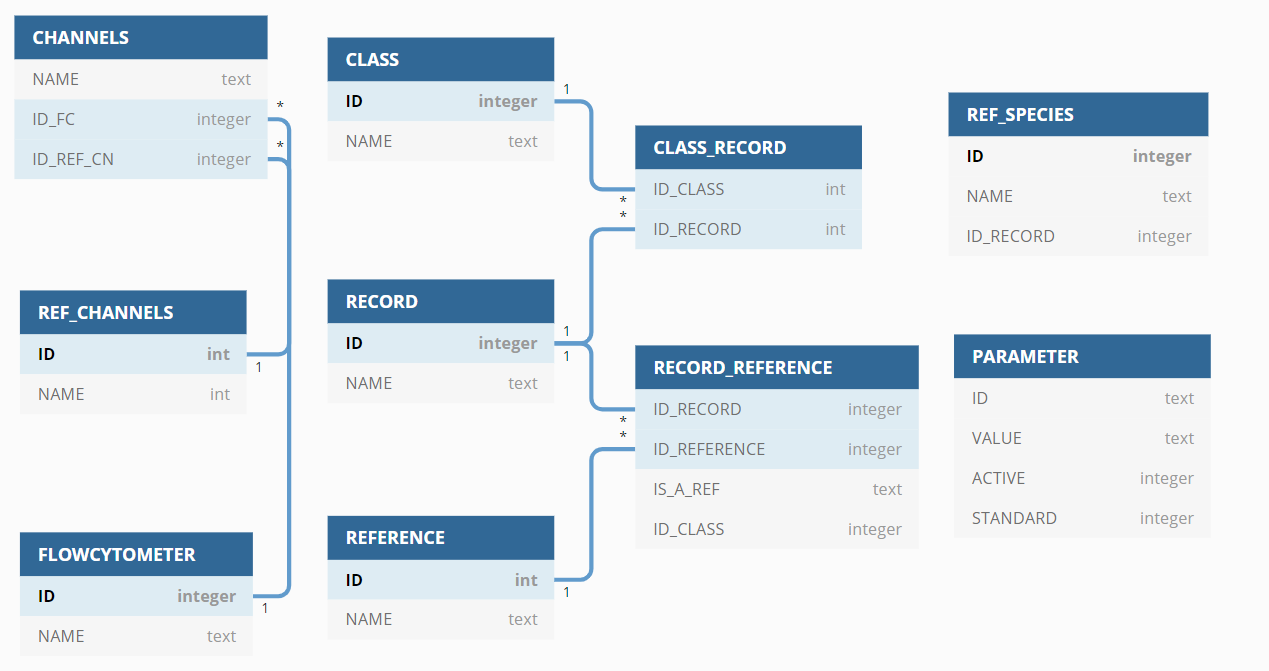 CHANNELS
NAME text
ID_FC integer
ID_REF_CN integer
*
*
REF_CHANNELS
ID int
NAME int
1
FLOWCYTOMETER
ID integer
NAME text
1
CLASS
ID integer
NAME text
1
RECORD
ID integer
NAME text
1
1
REFERENCE
ID int
NAME text
1
CLASS_RECORD
ID_CLASS int
ID_RECORD int
*
*
RECORD_REFERENCE
ID_RECORD integer
ID_REFERENCE integer
IS_A_REF text
ID_CLASS integer
*
*
REF_SPECIES
ID integer
NAME text
ID_RECORD integer
PARAMETER
ID text
VALUE text
ACTIVE integer
STANDARD integer